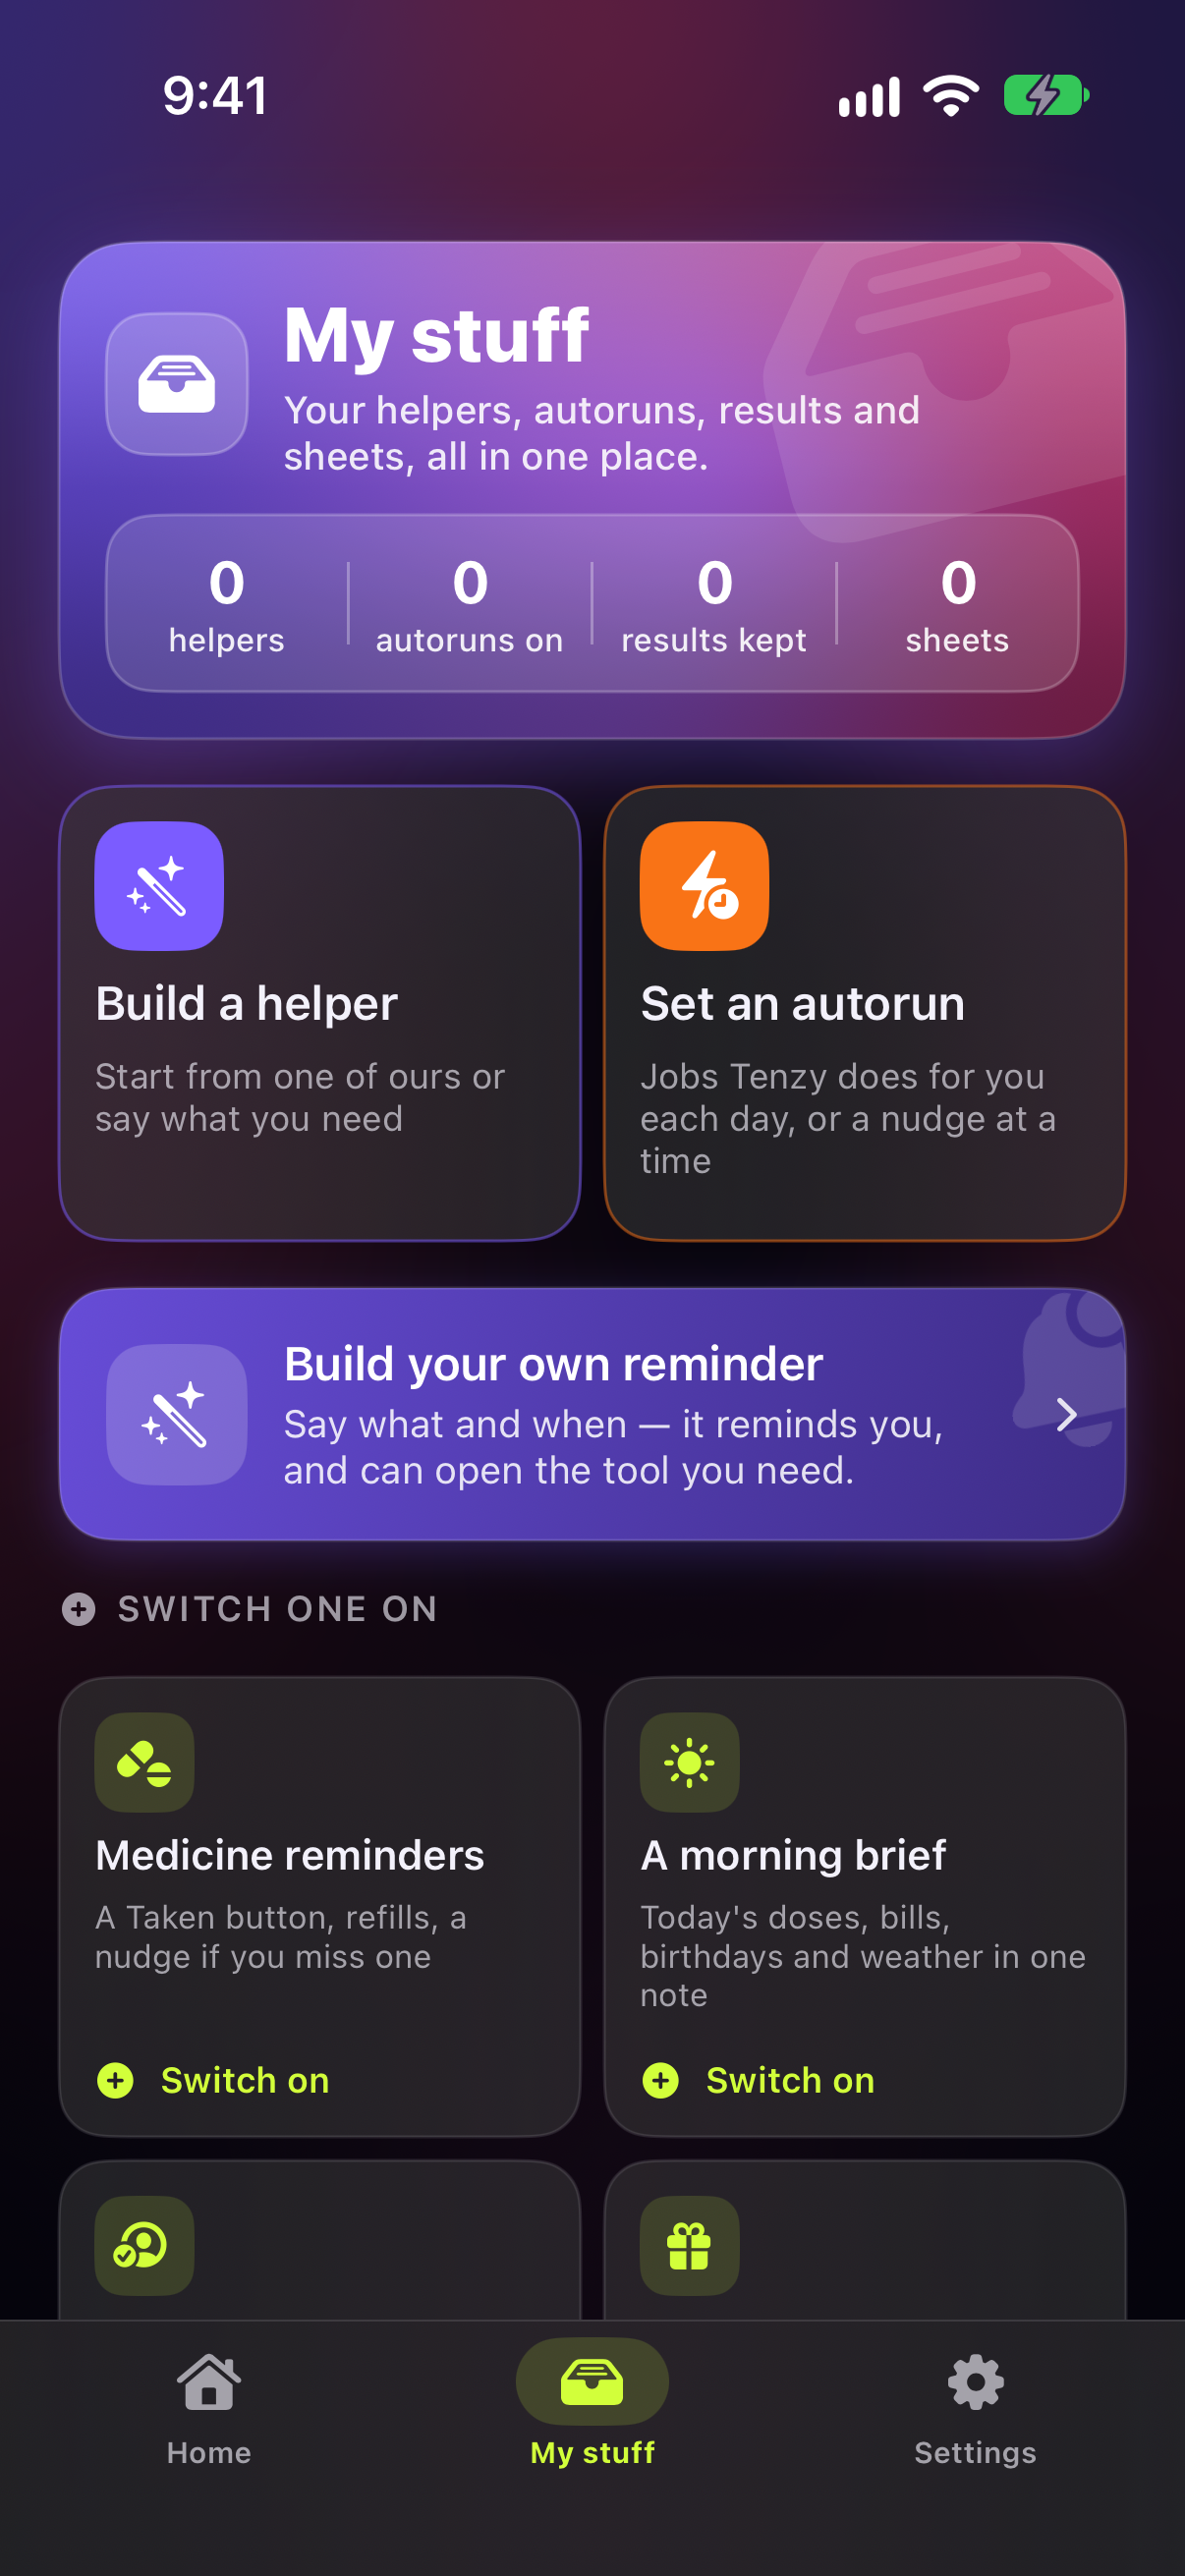 9:41
My stuff
Your helpers, autoruns, results and
sheets, all in one place.
0
helpers
0
autoruns on
0
results kept
0
sheets
Build a helper
Start from one of ours or
say what you need
Set an autorun
Jobs Tenzy does for you
each day, or a nudge at a
time
Build your own reminder
Say what and when — it reminds you,
and can open the tool you need.
SWITCH ONE ON
Medicine reminders
A Taken button, refills, a
nudge if you miss one
Switch on
A morning brief
Today's doses, bills,
birthdays and weather in one
note
Switch on
Home
My stuff
Settings